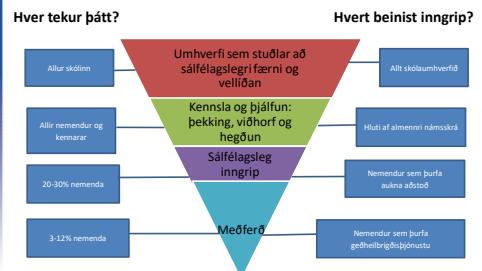 Hver tekur þátt?
Hvert beinist inngrip?
Allur skólinn
Umhverfi sem stuðlar að
sálfélagslegri færni og
vellíðan
Allt skólaumhverfið
Allir nemendur og
kennarar
Kennsla og þjálfun:
þekking, viðhorf og
hegðun
Hluti af almennri námsskrá
20-30% nemenda
Sálfélagsleg
inngrip
Nemendur sem þurfa
aukna aðstoð
3-12% nemenda
Meðferð
Nemendur sem þurfa
geðheilbrigðisþjónustu